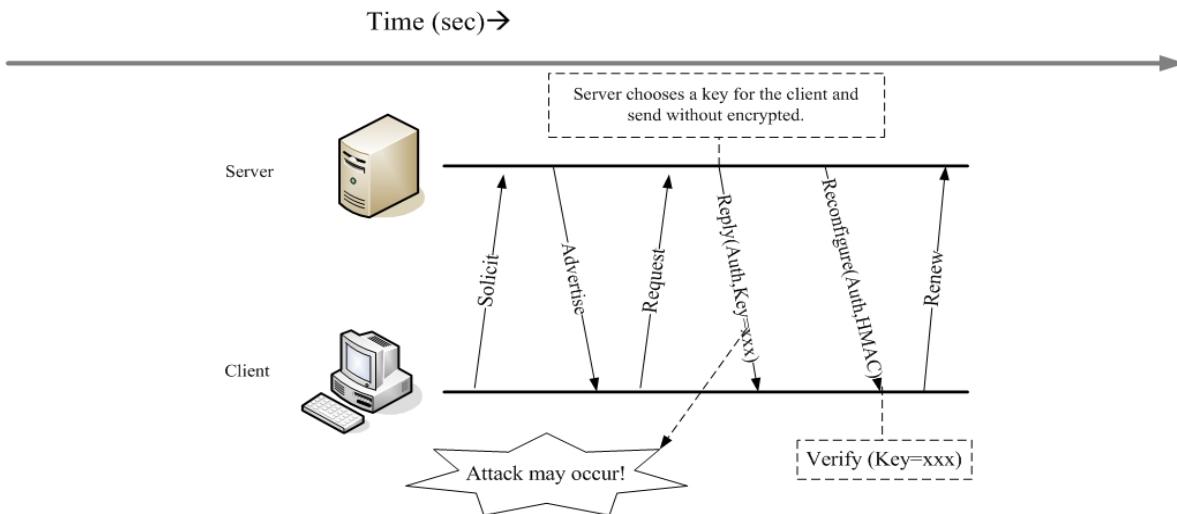 Time (sec)→
Server chooses a key for the client and
send without encrypted.
Server
Solicit
Advertise
Request
Reply(Auth,Key=xxx)
Reconfigure(Auth,HMAC)
Renew
Client
Attack may occur!
Verify (Key=xxx)